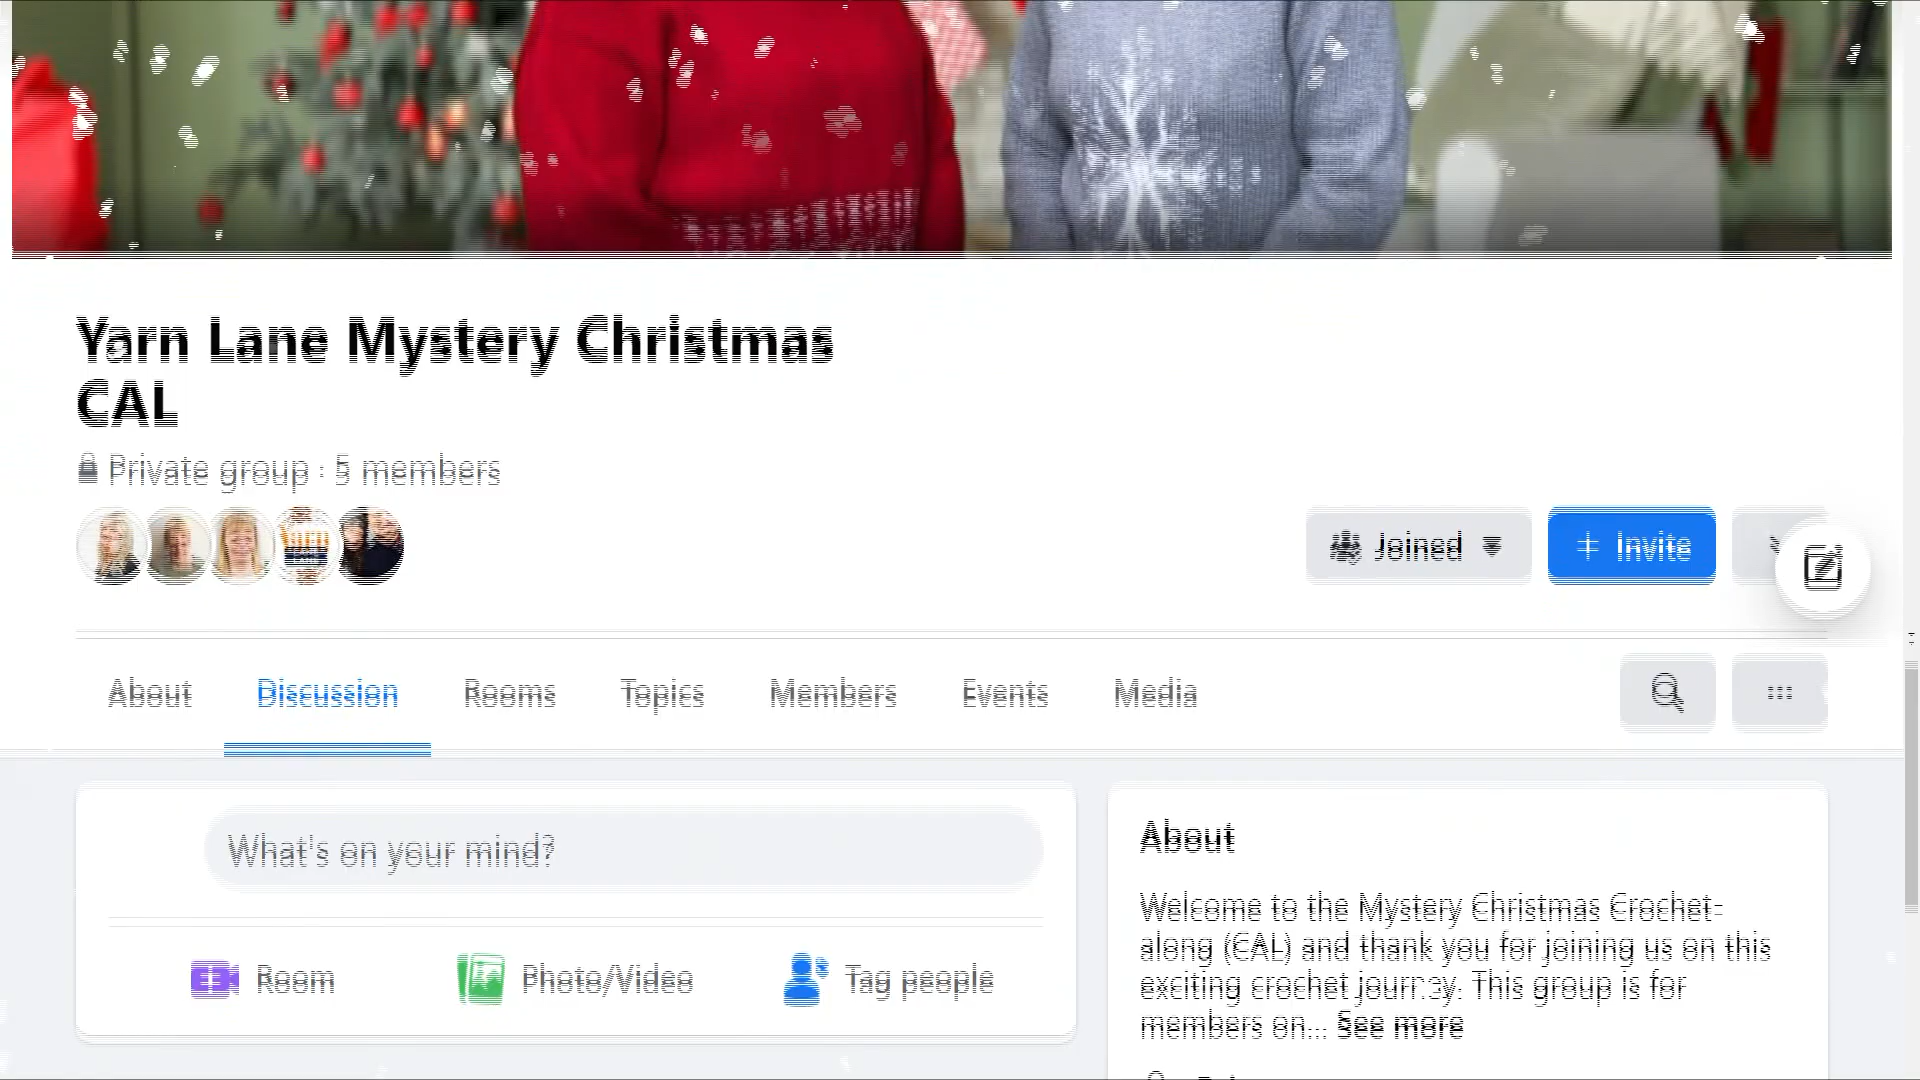 Yarn Lane Mystery Christmas
CAL
Private group · 5 members
Joined
+ Invite
About
Discussion
Rooms
Topics
Members
Events
Media
What's on your mind?
Room
Photo/Video
Tag people
About
Welcome to the Mystery Christmas Crochet-
along (CAL) and thank you for joining us on this
exciting crochet journey. This group is for
members on... See more